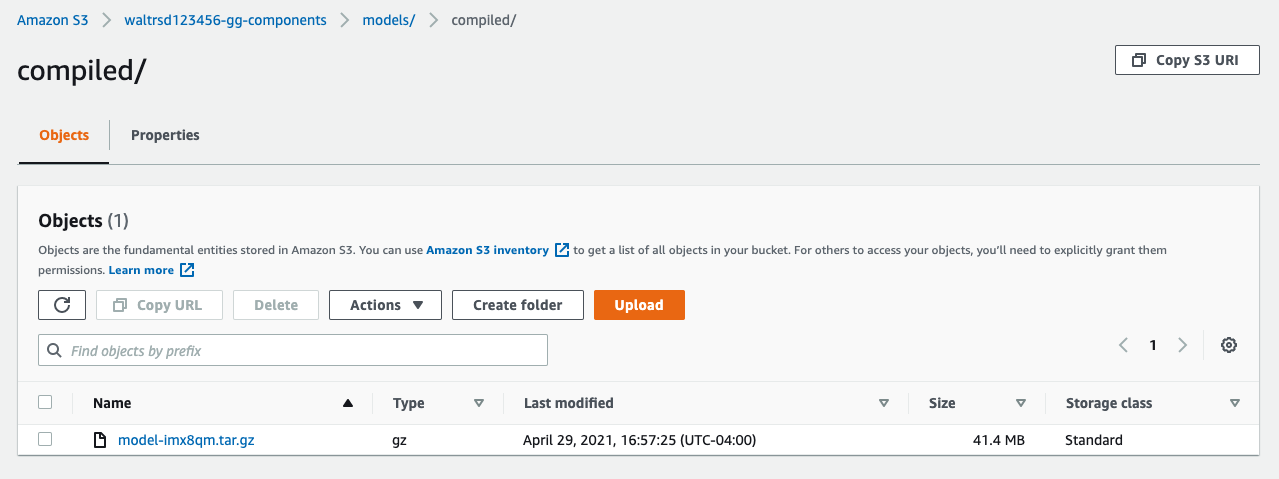 Amazon S3 > waltrsd123456-gg-components > models/ > compiled/
compiled/
Copy S3 URI
Objects Properties
Objects (1)
Objects are the fundamental entities stored in Amazon S3. You can use Amazon S3 inventory to get a list of all objects in your bucket. For others to access your objects, you’ll need to explicitly grant them
permissions. Learn more
Copy URL Delete Actions Create folder Upload
Find objects by prefix
1
Name Type Last modified Size Storage class
model-imx8qm.tar.gz gz April 29, 2021, 16:57:25 (UTC-04:00) 41.4 MB Standard